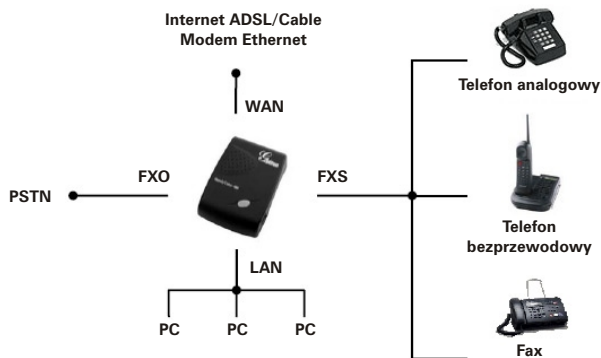 Internet ADSL/Cable
Modem Ethernet
WAN
Telefon analogowy
FXO
FXS
PSTN
Telefon
bezprzewodowy
LAN
PC
PC
PC
Fax